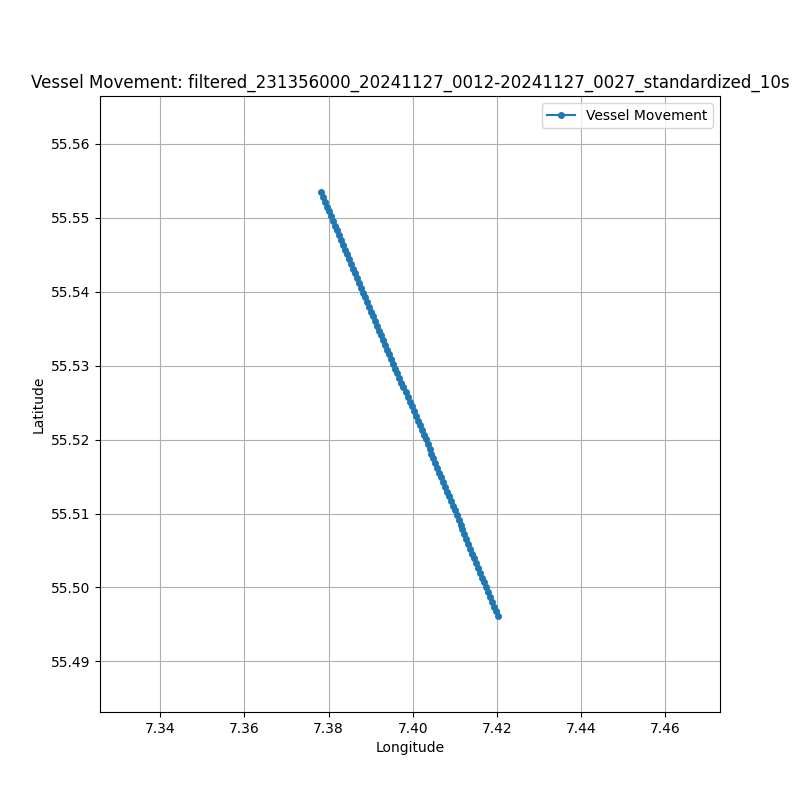 Vessel Movement: filtered_231356000_20241127_0012-20241127_0027_standardized_10s
Vessel Movement
55.56
55.55
55.54
55.53
55.52
55.51
55.50
55.49
Latitude
7.34 7.36 7.38 7.40 7.42 7.44 7.46
Longitude